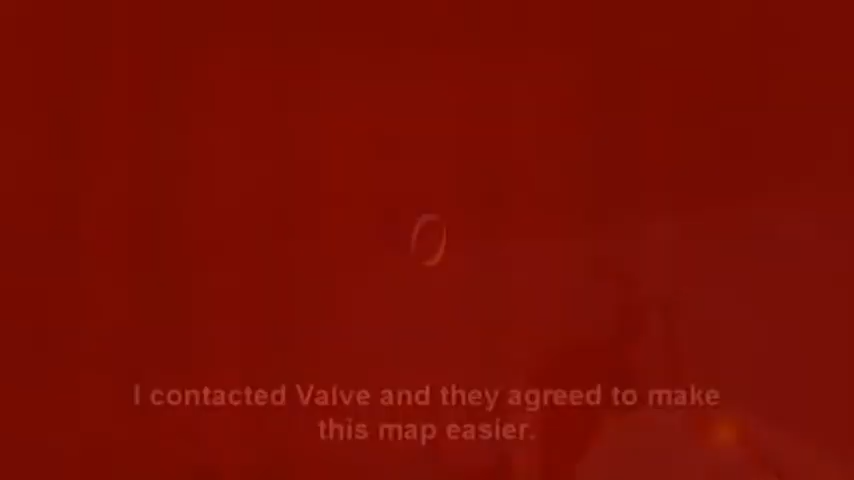 I contacted Valve and they agreed to make
this map easier.